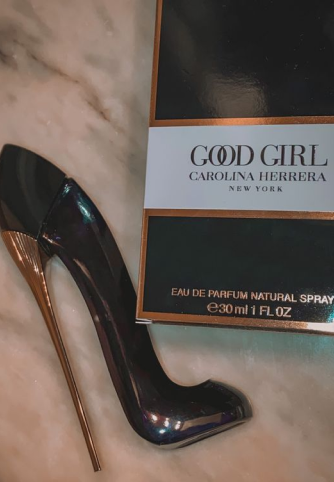 GOOD GIRL
CAROLINA HERRERA
NEW YORK
EAU DE PARFUM NATURAL SPRAY
℮30 ml 1 FL OZ